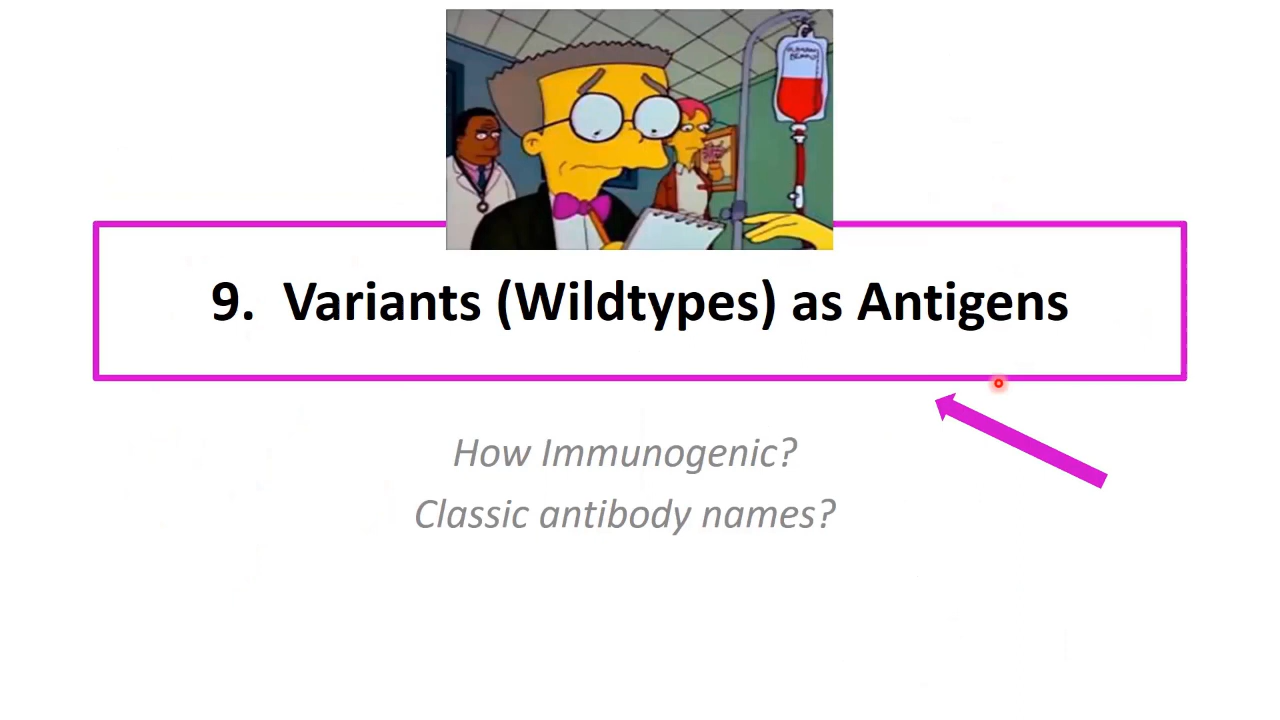 9. Variants (Wildtypes) as Antigens
How Immunogenic?
Classic antibody names?